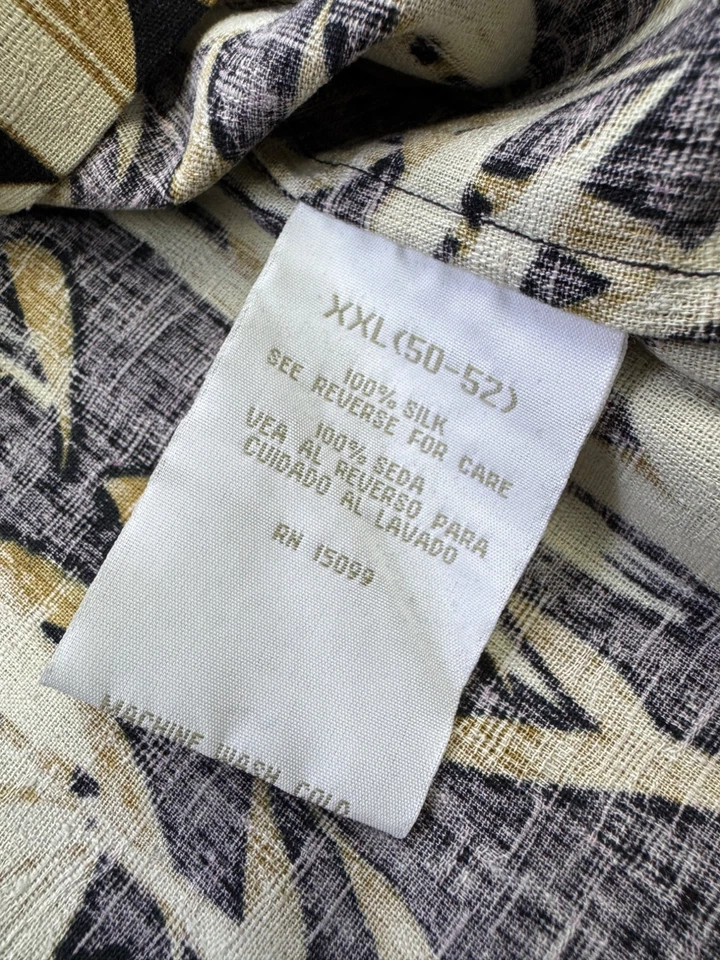 XXL(50-52)
100% SILK
SEE REVERSE FOR CARE
100% SEDA
VEA AL REVERSO PARA
CUIDADO AL LAVADO
RN 15099
MACHINE WASH COLD